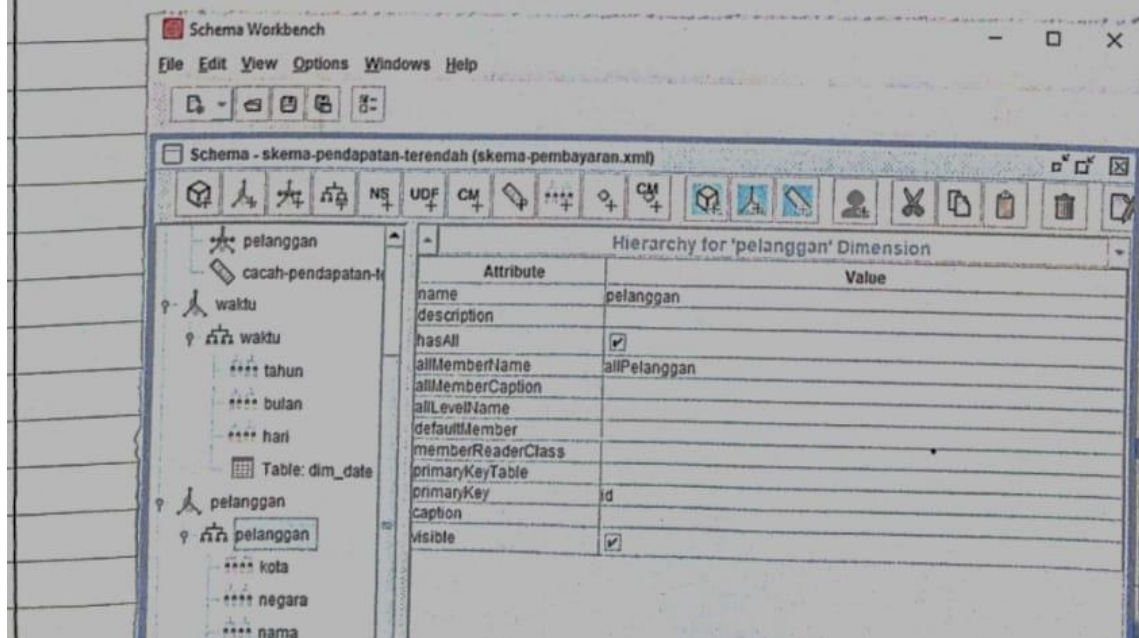 Schema Workbench
File Edit View Options Windows Help
Schema - skema-pendapatan-terendah (skema-pembayaran.xml)
NS UDF CM CM
pelanggan
cacah-pendapatan-te
waktu
waktu
tahun
bulan
hari
Table: dim_date
pelanggan
pelanggan
kota
negara
nama
Hierarchy for 'pelanggan' Dimension
Attribute Value
name pelanggan
description
hasAll
allMemberName allPelanggan
allMemberCaption
allLevelName
defaultMember
memberReaderClass
primaryKeyTable
primaryKey id
caption
visible